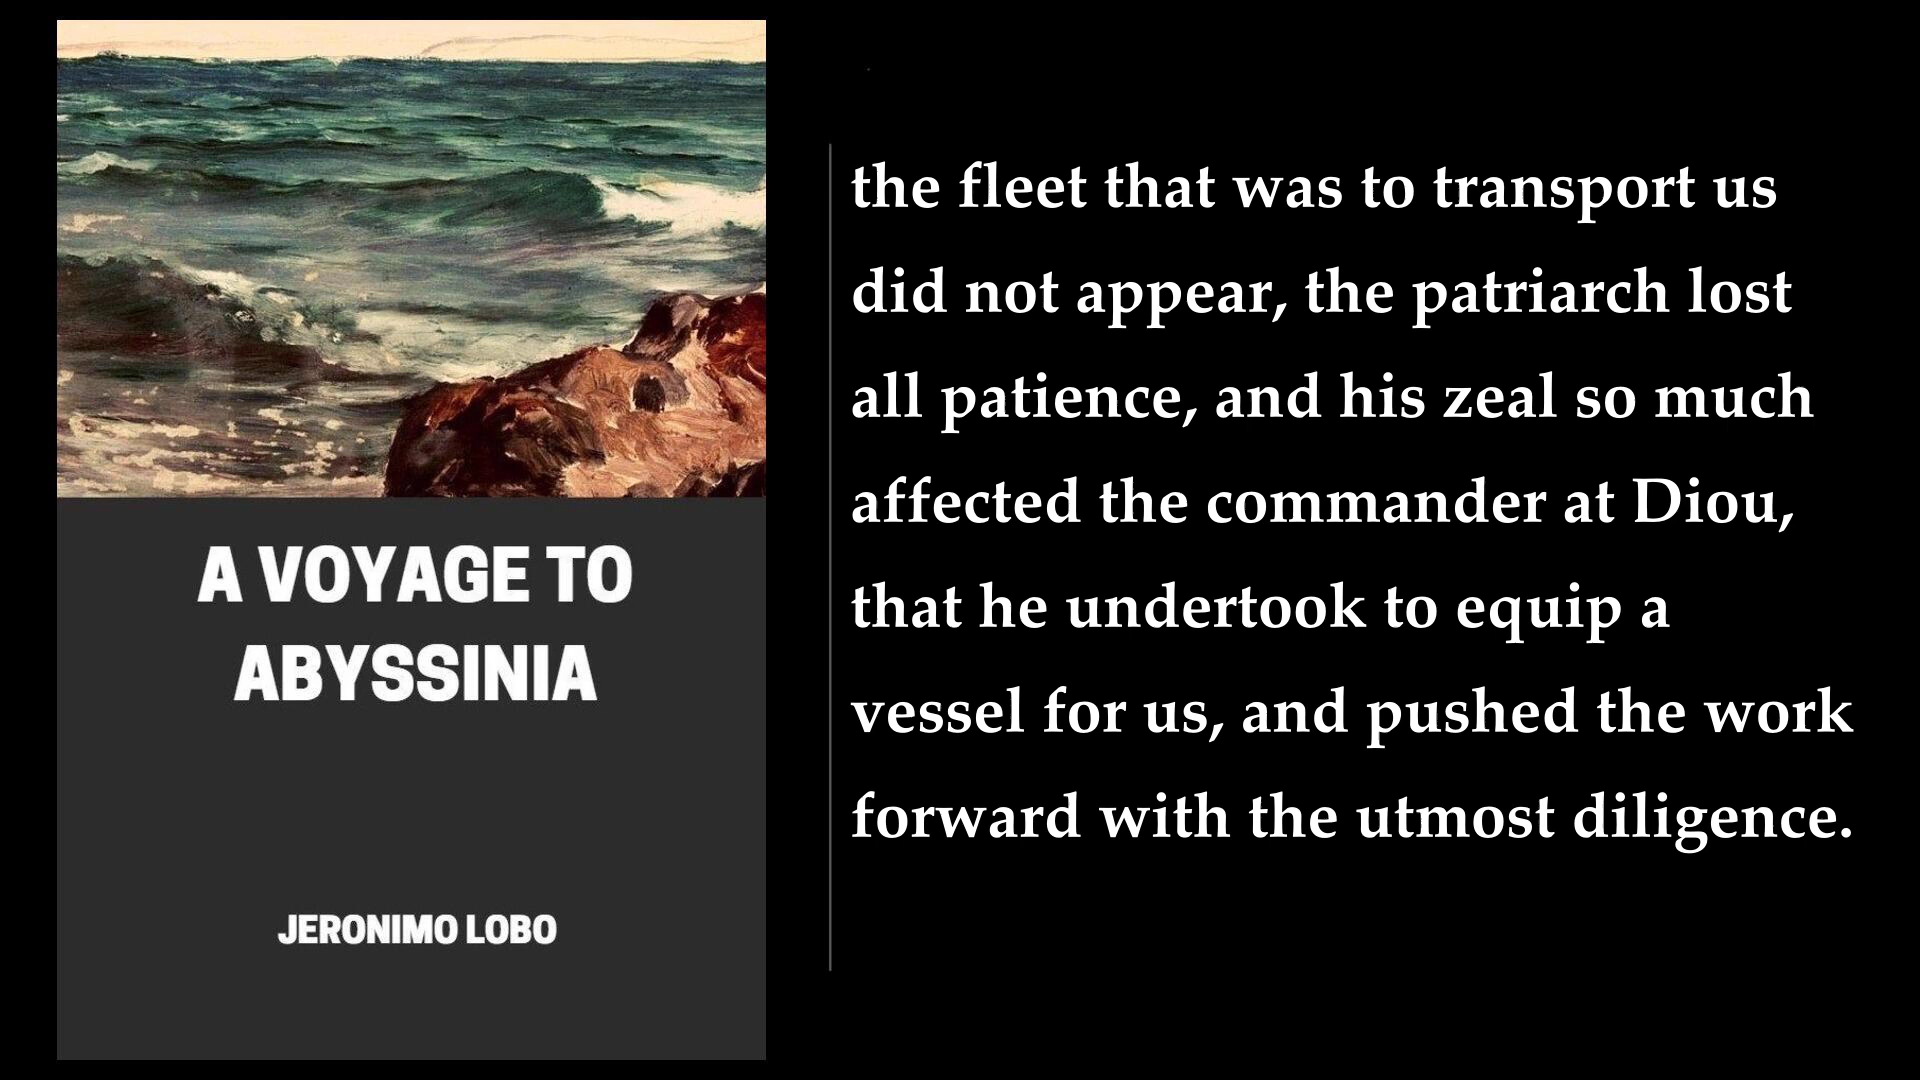 A VOYAGE TO
ABYSSINIA
JERONIMO LOBO
the fleet that was to transport us
did not appear, the patriarch lost
all patience, and his zeal so much
affected the commander at Diou,
that he undertook to equip a
vessel for us, and pushed the work
forward with the utmost diligence.